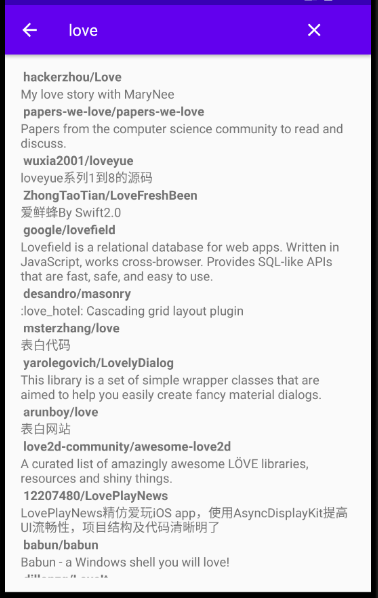 love
hackerzhou/Love
My love story with MaryNee
papers-we-love/papers-we-love
Papers from the computer science community to read and
discuss.
wuxia2001/loveyue
loveyue系列1到8的源码
ZhongTaoTian/LoveFreshBeen
爱鲜蜂By Swift2.0
google/lovefield
Lovefield is a relational database for web apps. Written in
JavaScript, works cross-browser. Provides SQL-like APIs
that are fast, safe, and easy to use.
desandro/masonry
:love_hotel: Cascading grid layout plugin
msterzhang/love
表白代码
yarolegovich/LovelyDialog
This library is a set of simple wrapper classes that are
aimed to help you easily create fancy material dialogs.
arunboy/love
表白网站
love2d-community/awesome-love2d
A curated list of amazingly awesome LÖVE libraries,
resources and shiny things.
12207480/LovePlayNews
LovePlayNews精仿爱玩iOS app，使用AsyncDisplayKit提高
UI流畅性，项目结构及代码清晰明了
babun/babun
Babun - a Windows shell you will love!